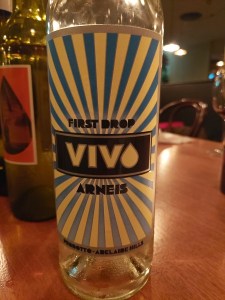 FIRST DROP
VIVO
ARNEIS
ADELAIDE HILLS